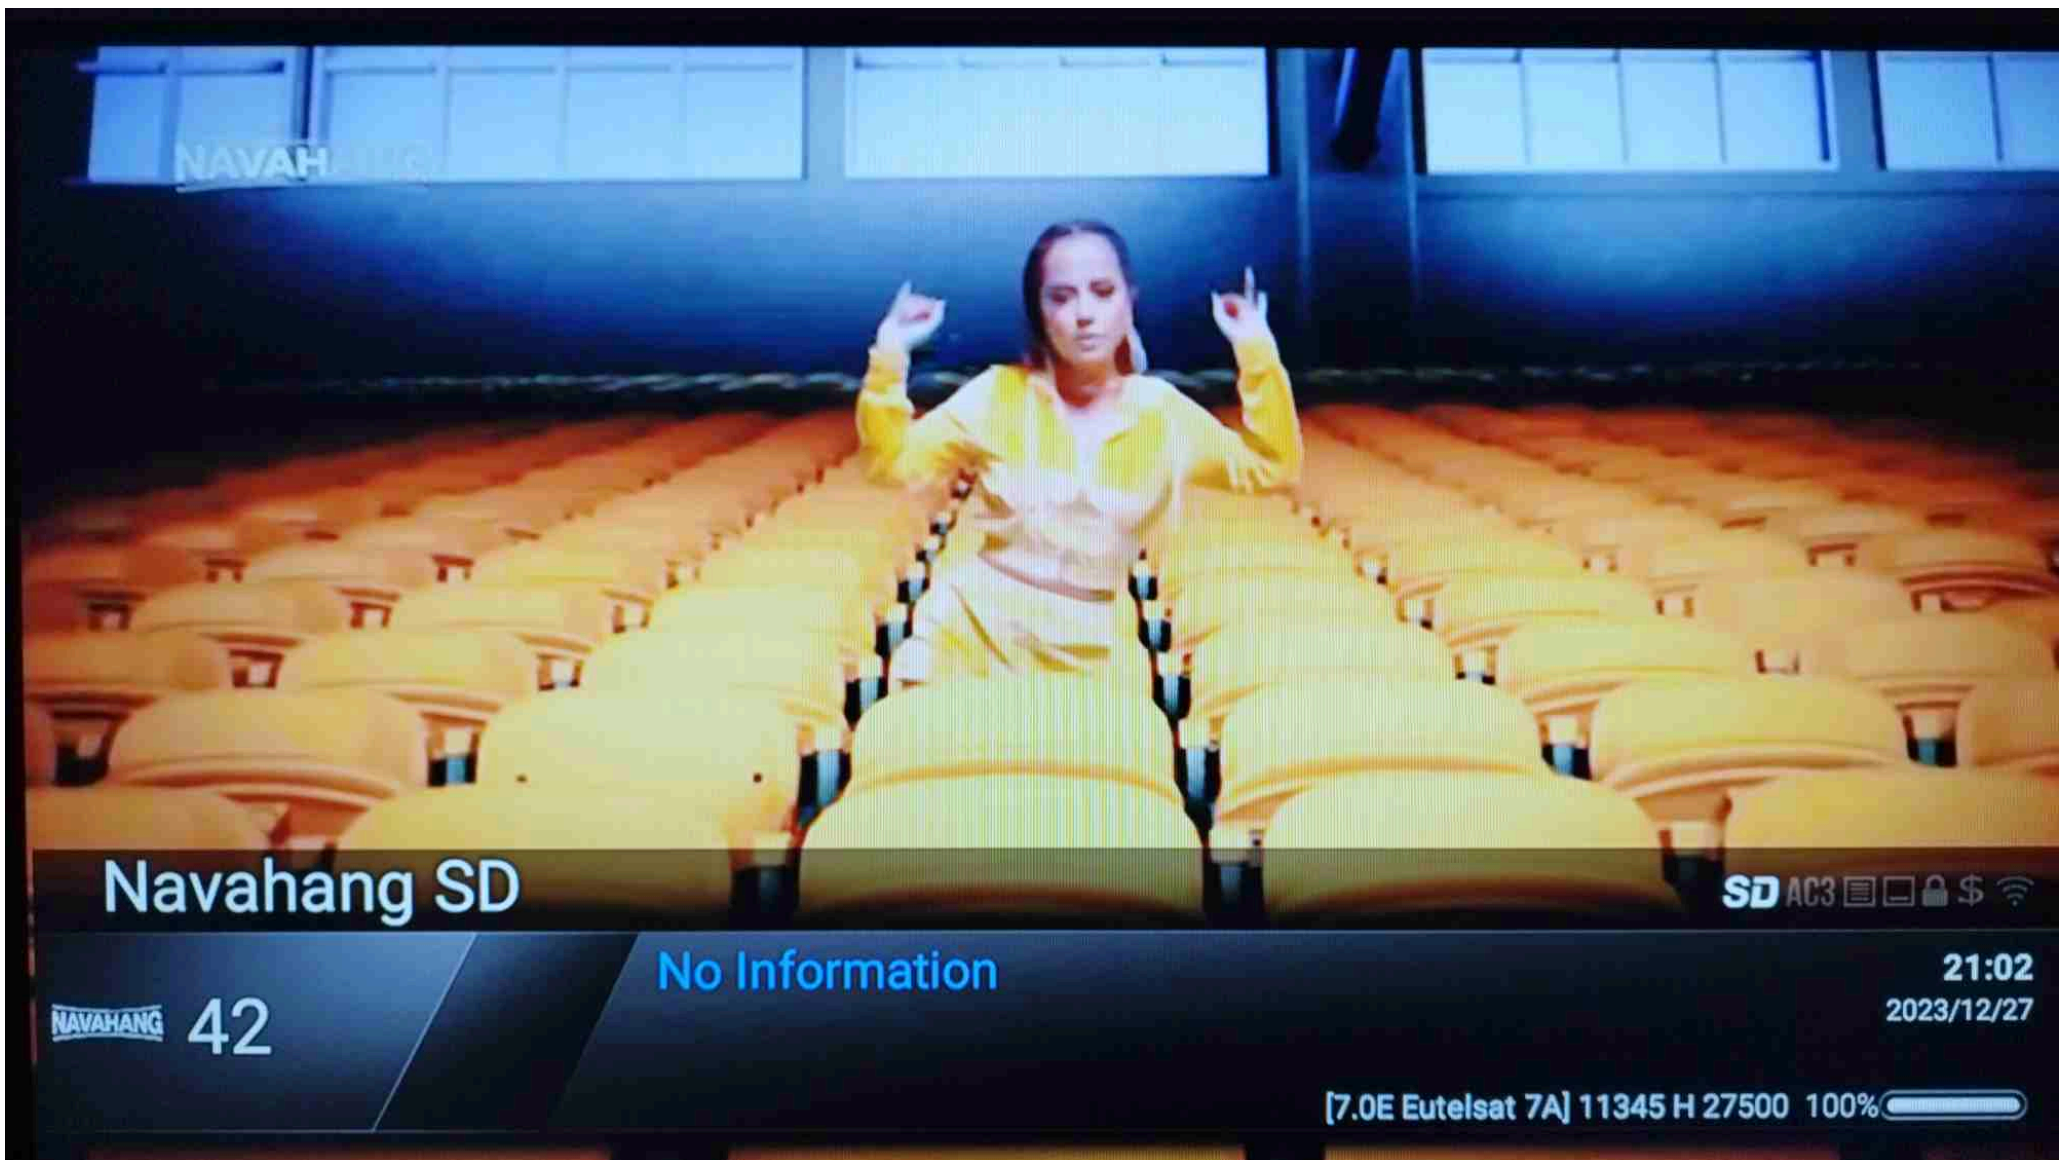 NAVAHANG
Navahang SD
SD AC3 $
NAVAHANG 42
No Information
21:02
2023/12/27
[7.0E Eutelsat 7A] 11345 H 27500 100%